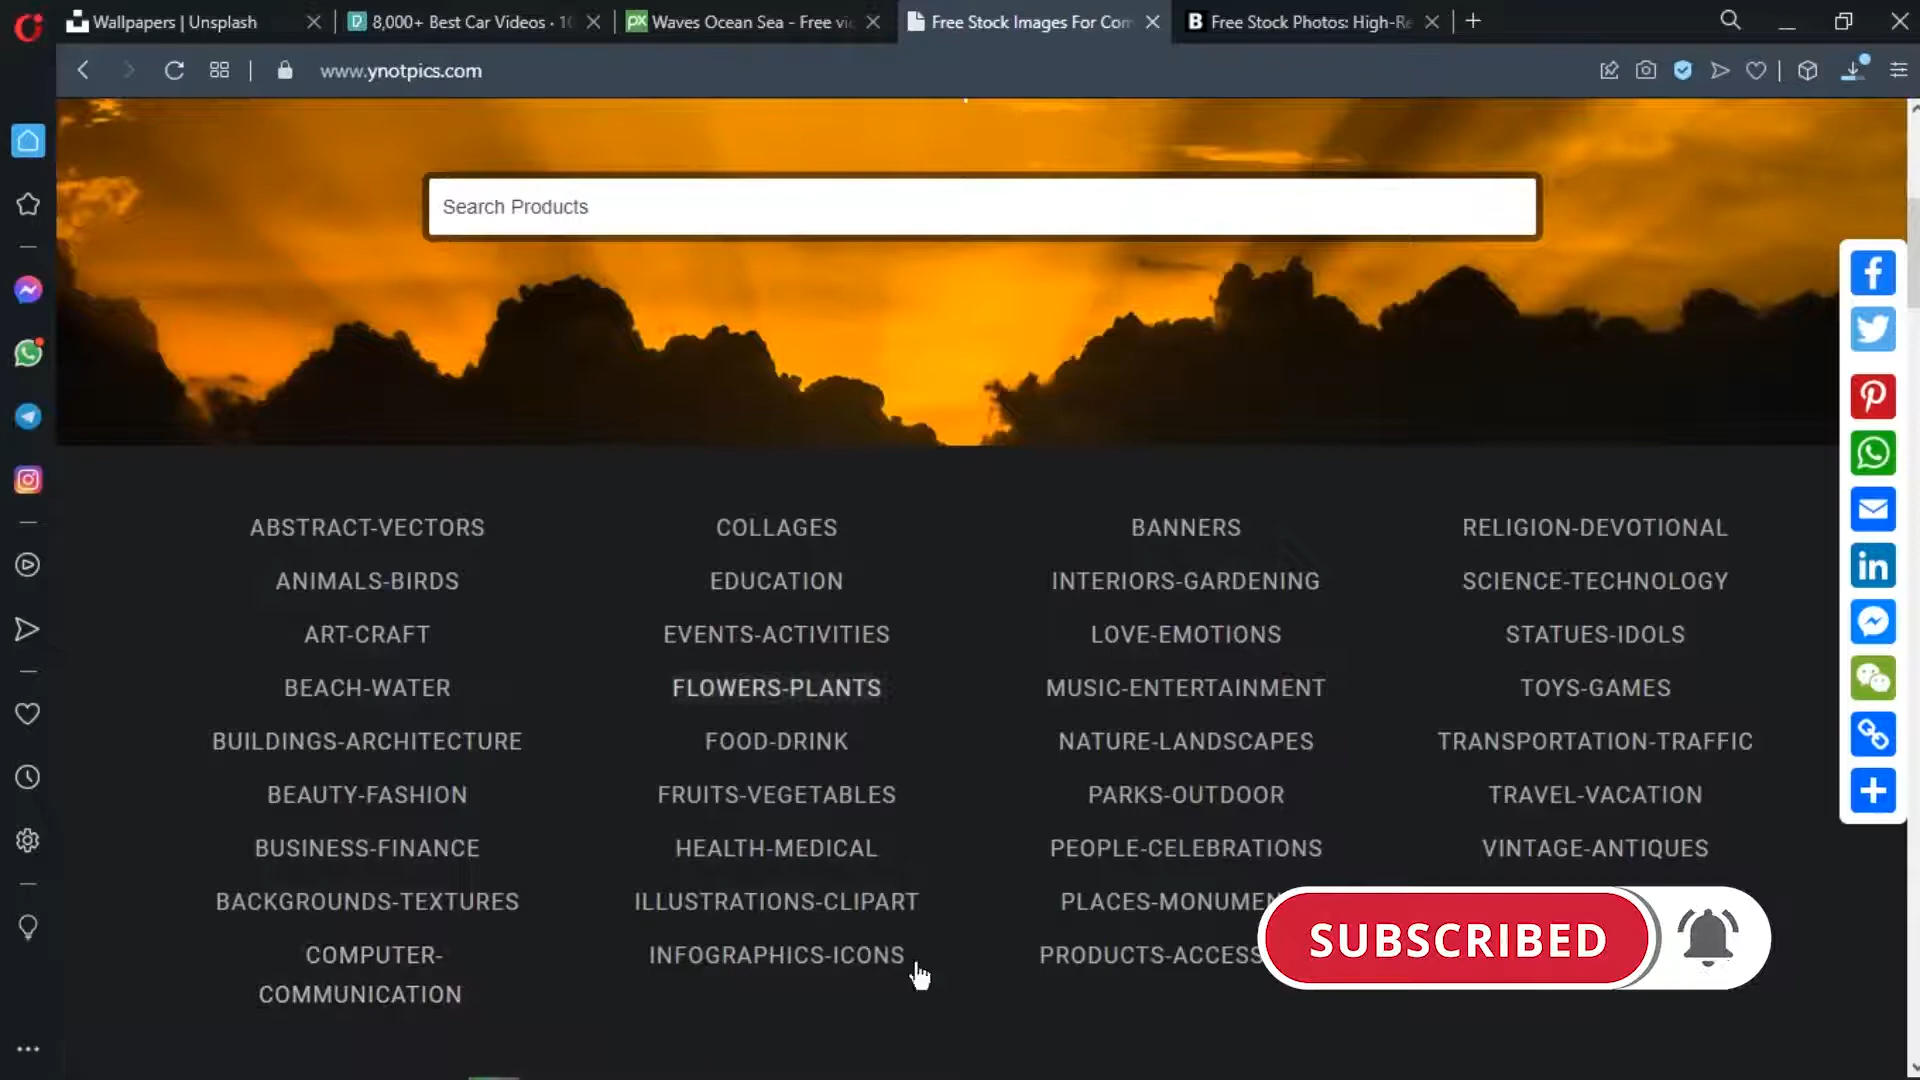 Wallpapers | Unsplash
8,000+ Best Car Videos · 10
Waves Ocean Sea - Free vi
Free Stock Images For Com
Free Stock Photos: High-Re
www.ynotpics.com
Search Products
ABSTRACT-VECTORS COLLAGES BANNERS RELIGION-DEVOTIONAL
ANIMALS-BIRDS EDUCATION INTERIORS-GARDENING SCIENCE-TECHNOLOGY
ART-CRAFT EVENTS-ACTIVITIES LOVE-EMOTIONS STATUES-IDOLS
BEACH-WATER FLOWERS-PLANTS MUSIC-ENTERTAINMENT TOYS-GAMES
BUILDINGS-ARCHITECTURE FOOD-DRINK NATURE-LANDSCAPES TRANSPORTATION-TRAFFIC
BEAUTY-FASHION FRUITS-VEGETABLES PARKS-OUTDOOR TRAVEL-VACATION
BUSINESS-FINANCE HEALTH-MEDICAL PEOPLE-CELEBRATIONS VINTAGE-ANTIQUES
BACKGROUNDS-TEXTURES ILLUSTRATIONS-CLIPART PLACES-MONUMEN
COMPUTER- INFOGRAPHICS-ICONS PRODUCTS-ACCESS
COMMUNICATION
SUBSCRIBED